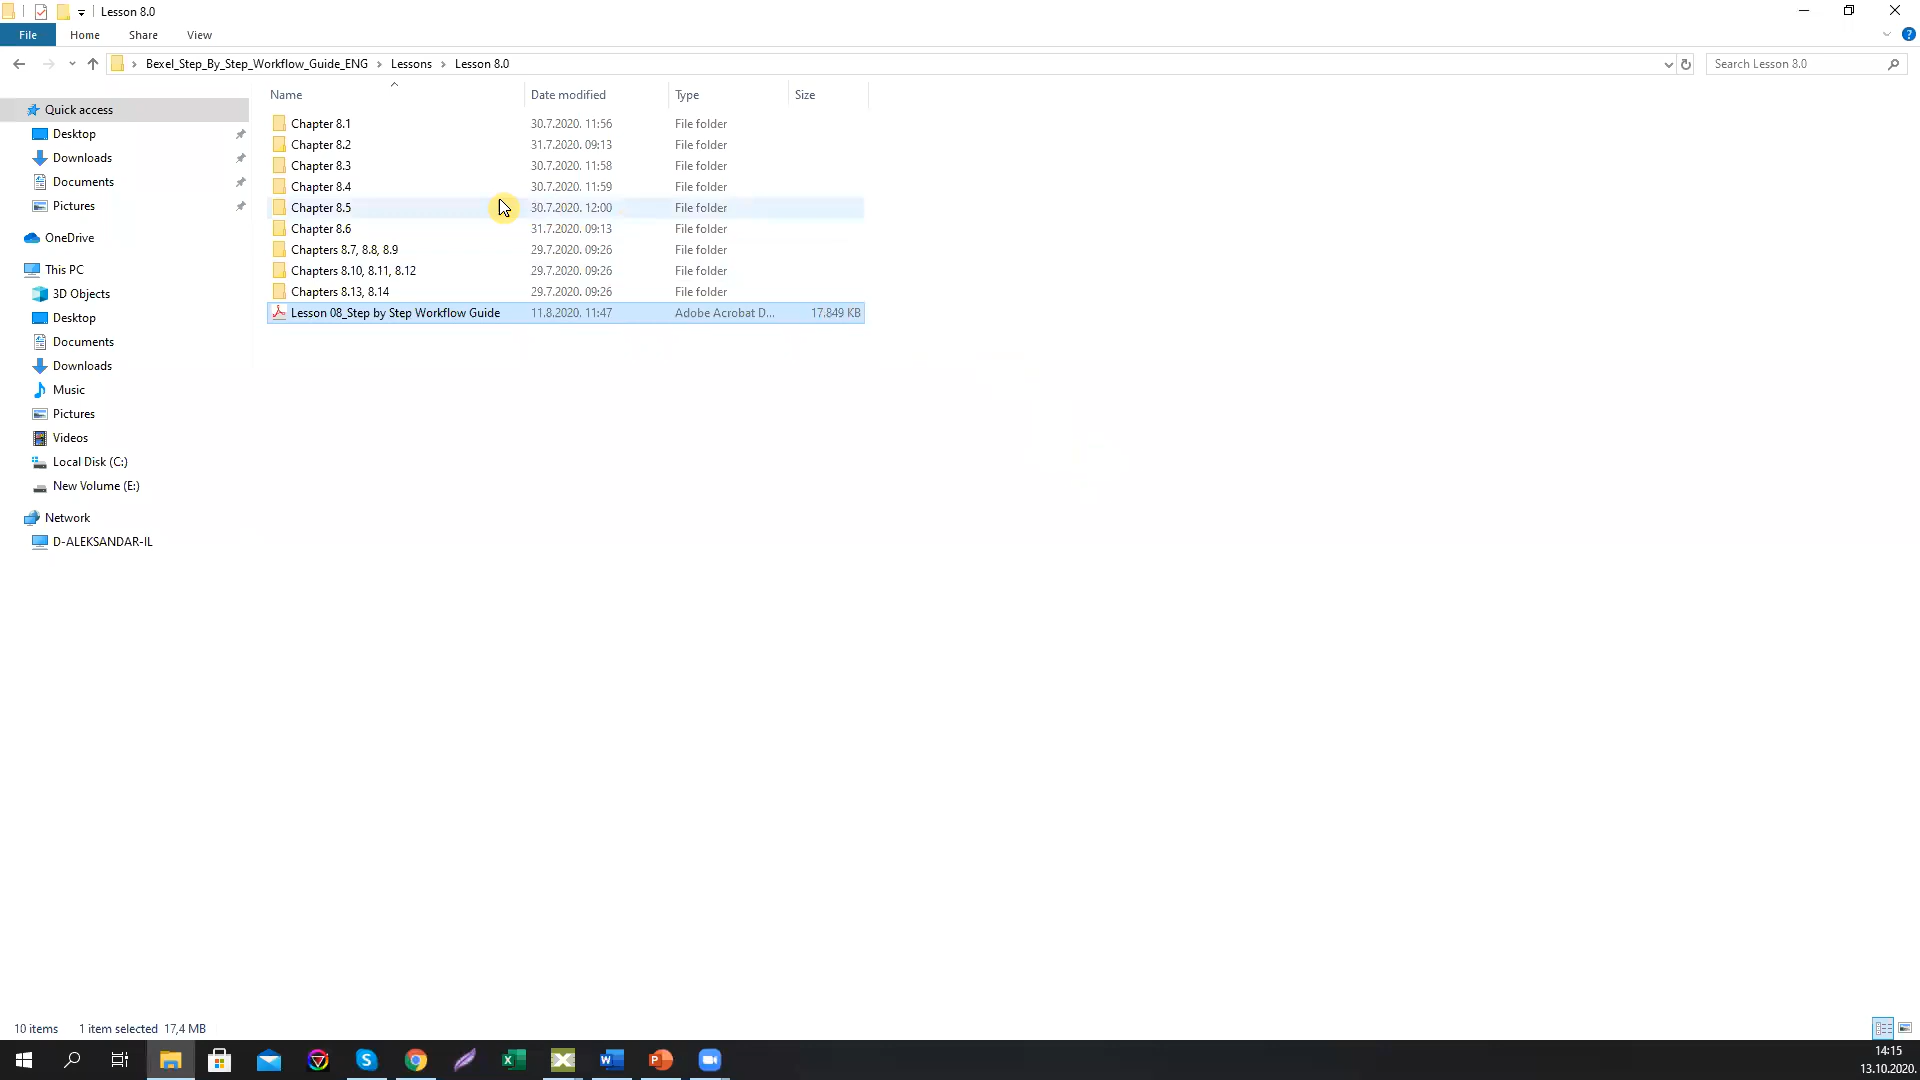 Lesson 8.0
File Home Share View
Bexel_Step_By_Step_Workflow_Guide_ENG Lessons Lesson 8.0 Search Lesson 8.0
Name Date modified Type Size
Quick access
Desktop
Downloads
Documents
Pictures
OneDrive
This PC
3D Objects
Desktop
Documents
Downloads
Music
Pictures
Videos
Local Disk (C:)
New Volume (E:)
Network
D-ALEKSANDAR-IL
Chapter 8.1 30.7.2020. 11:56 File folder
Chapter 8.2 31.7.2020. 09:13 File folder
Chapter 8.3 30.7.2020. 11:58 File folder
Chapter 8.4 30.7.2020. 11:59 File folder
Chapter 8.5 30.7.2020. 12:00 File folder
Chapter 8.6 31.7.2020. 09:13 File folder
Chapters 8.7, 8.8, 8.9 29.7.2020. 09:26 File folder
Chapters 8.10, 8.11, 8.12 29.7.2020. 09:26 File folder
Chapters 8.13, 8.14 29.7.2020. 09:26 File folder
Lesson 08_Step by Step Workflow Guide 11.8.2020. 11:47 Adobe Acrobat D... 17.849 KB
10 items 1 item selected 17,4 MB
14:15
13.10.2020.